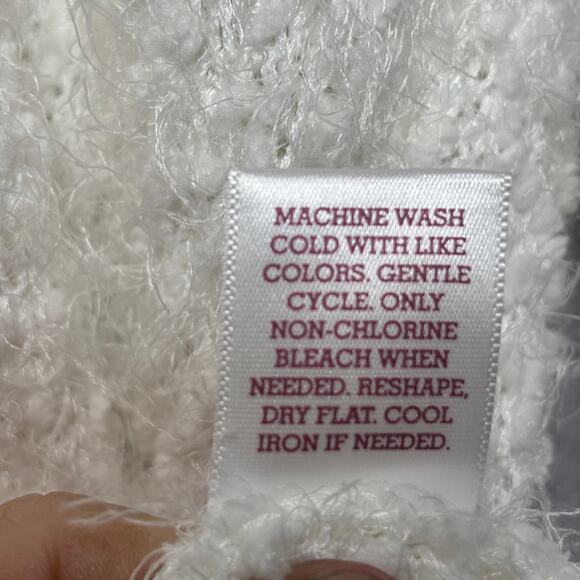 MACHINE WASH
COLD WITH LIKE
COLORS. GENTLE
CYCLE. ONLY
NON-CHLORINE
BLEACH WHEN
NEEDED. RESHAPE,
DRY FLAT. COOL
IRON IF NEEDED.